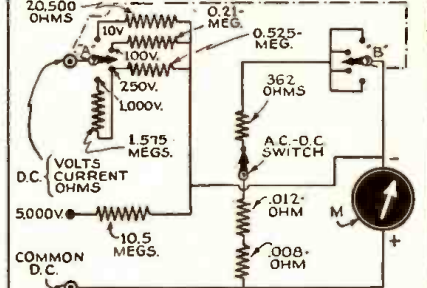 20,500
OHMS
0.21-
MEG.
10V
0.525-
MEG.
"A"
100V.
250V.
1,000V.
"B"
362
OHMS
1.575
MEGS.
A.C.-D.C.
SWITCH
D.C. VOLTS
CURRENT
OHMS
.012-
OHM
-
M
5,000V.
+
10.5
MEGS.
.008-
OHM
COMMON
D.C.